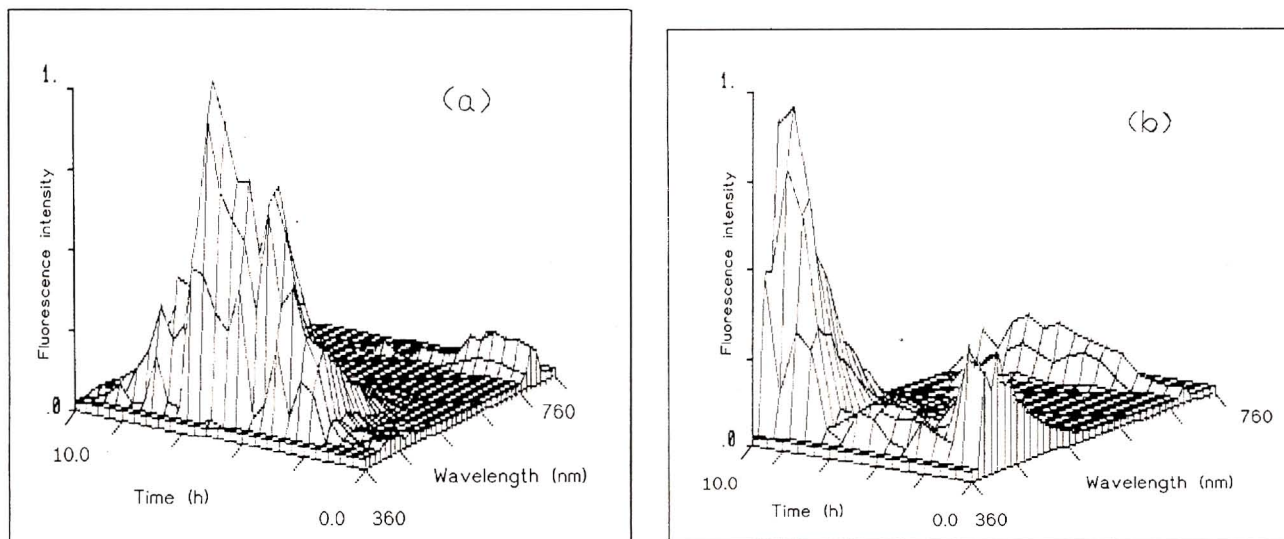 (a)
1.
Fluorescence intensity
.0
10.0
Time (h)
0.0
360
Wavelength (nm)
760
(b)
1.
Fluorescence intensity
0
10.0
Time (h)
0.0
360
Wavelength (nm)
760